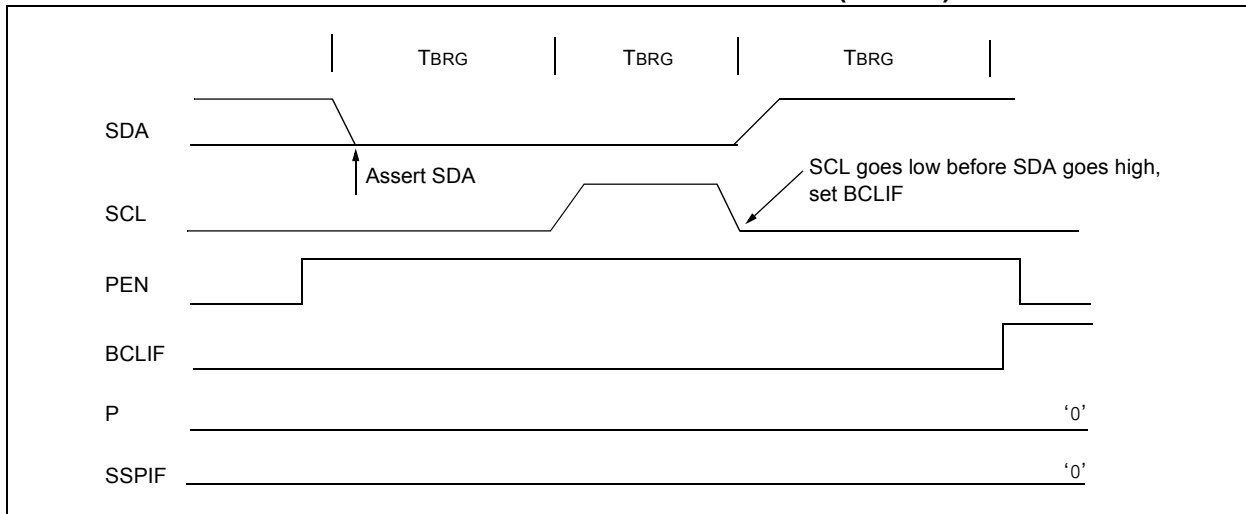 TBRG TBRG TBRG
SDA
Assert SDA
SCL goes low before SDA goes high,
set BCLIF
SCL
PEN
BCLIF
P
‘0’
SSPIF
‘0’